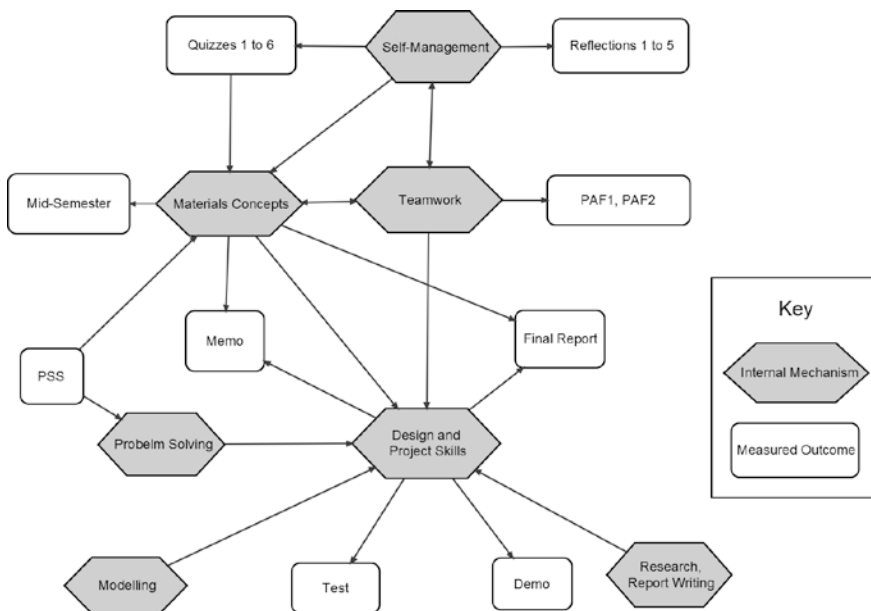 Quizzes 1 to 6
Self-Management
Reflections 1 to 5
Mid-Semester
Materials Concepts
Teamwork
PAF1, PAF2
Key
Memo
Final Report
Internal Mechanism
PSS
Probelm Solving
Design and
Project Skills
Measured Outcome
Modelling
Test
Demo
Research,
Report Writing